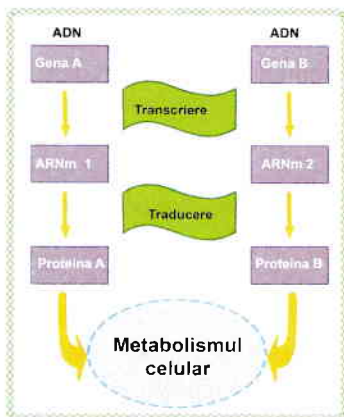 ADN ADN
Gena A Gena B
Transcriere
ARNm 1 ARNm 2
Traducere
Proteina A Proteina B
Metabolismul
celular